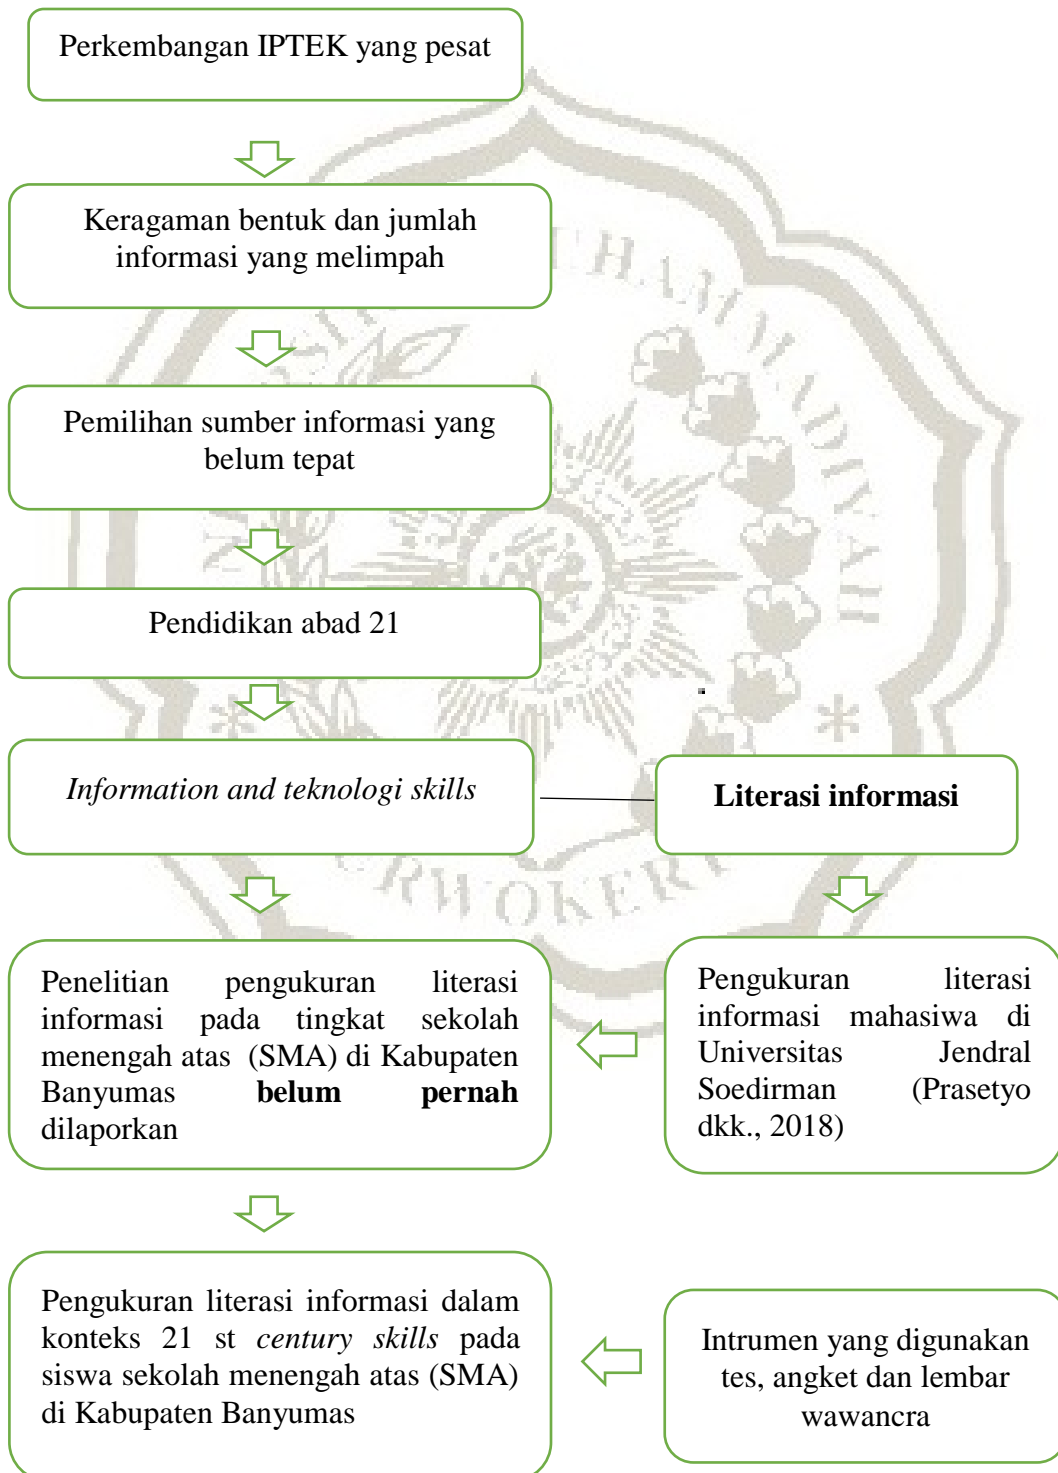 Perkembangan IPTEK yang pesat
Keragaman bentuk dan jumlah
informasi yang melimpah
Pemilihan sumber informasi yang
belum tepat
Pendidikan abad 21
Information and teknologi skills
Literasi informasi
Penelitian pengukuran literasi
informasi pada tingkat sekolah
menengah atas (SMA) di Kabupaten
Banyumas belum pernah
dilaporkan
Pengukuran literasi
informasi mahasiwa di
Universitas Jendral
Soedirman (Prasetyo
dkk., 2018)
Pengukuran literasi informasi dalam
konteks 21 st century skills pada
siswa sekolah menengah atas (SMA)
di Kabupaten Banyumas
Intrumen yang digunakan
tes, angket dan lembar
wawancra